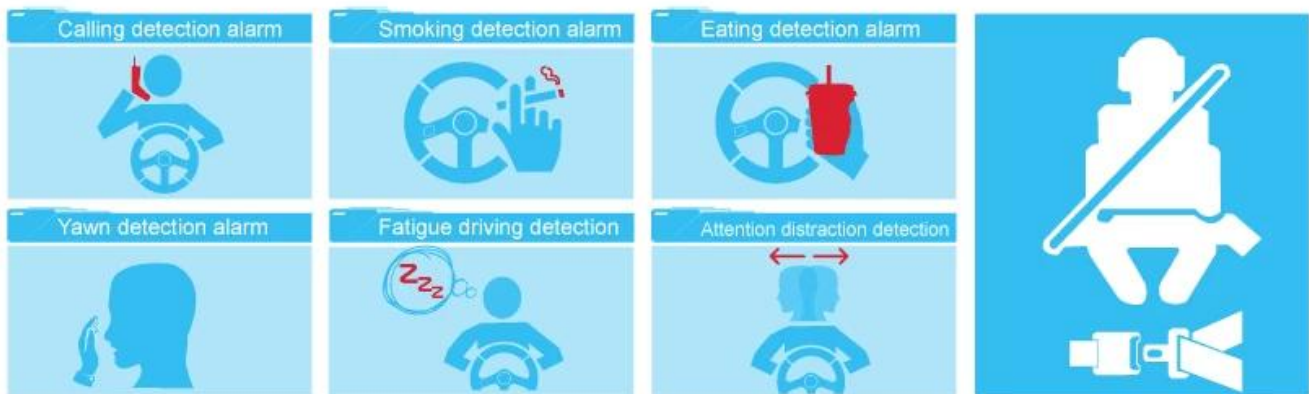 Calling detection alarm
Smoking detection alarm
Eating detection alarm
Yawn detection alarm
Fatigue driving detection
Attention distraction detection